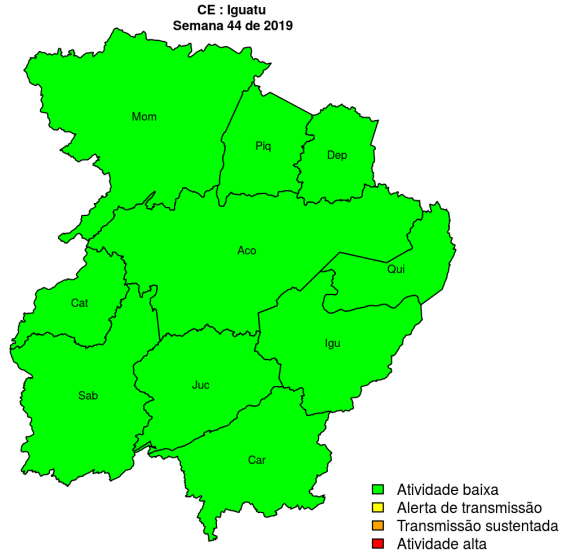 CE : Iguatu
Semana 44 de 2019
Mom
Piq
Dep
Aco
Qui
Cat
Igu
Juc
Sab
Car
Atividade baixa
Alerta de transmissão
Transmissão sustentada
Atividade alta